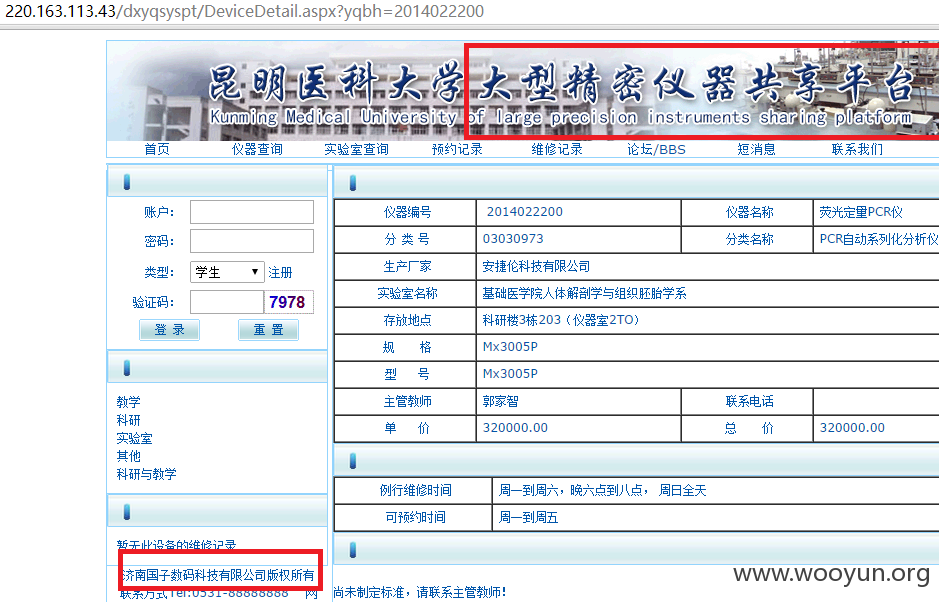 220.163.113.43/dxyqsyspt/DeviceDetail.aspx?yqbh=2014022200
昆明医科大学大型精密仪器共享平台
Kunming Medical University of large precision instruments sharing platform
首页 仪器查询 实验室查询 预约记录 维修记录 论坛/BBS 短消息 联系我们
账户：
密码：
类型： 学生 注册
验证码： 7978
登 录 重 置
教学
科研
实验室
其他
科研与教学
暂无此设备的维修记录
济南国子数码科技有限公司版权所有
联系方式Tel:0531-88888888 网
仪器编号 2014022200 仪器名称 荧光定量PCR仪
分 类 号 03030973 分类名称 PCR自动系列化分析仪
生产厂家 安捷伦科技有限公司
实验室名称 基础医学院人体解剖学与组织胚胎学系
存放地点 科研楼3栋203（仪器室2TO）
规 格 Mx3005P
型 号 Mx3005P
主管教师 郭家智 联系电话
单 价 320000.00 总 价 320000.00
例行维修时间 周一到周六，晚六点到八点， 周日全天
可预约时间 周一到周五
尚未制定标准，请联系主管教师！
www.wooyun.org